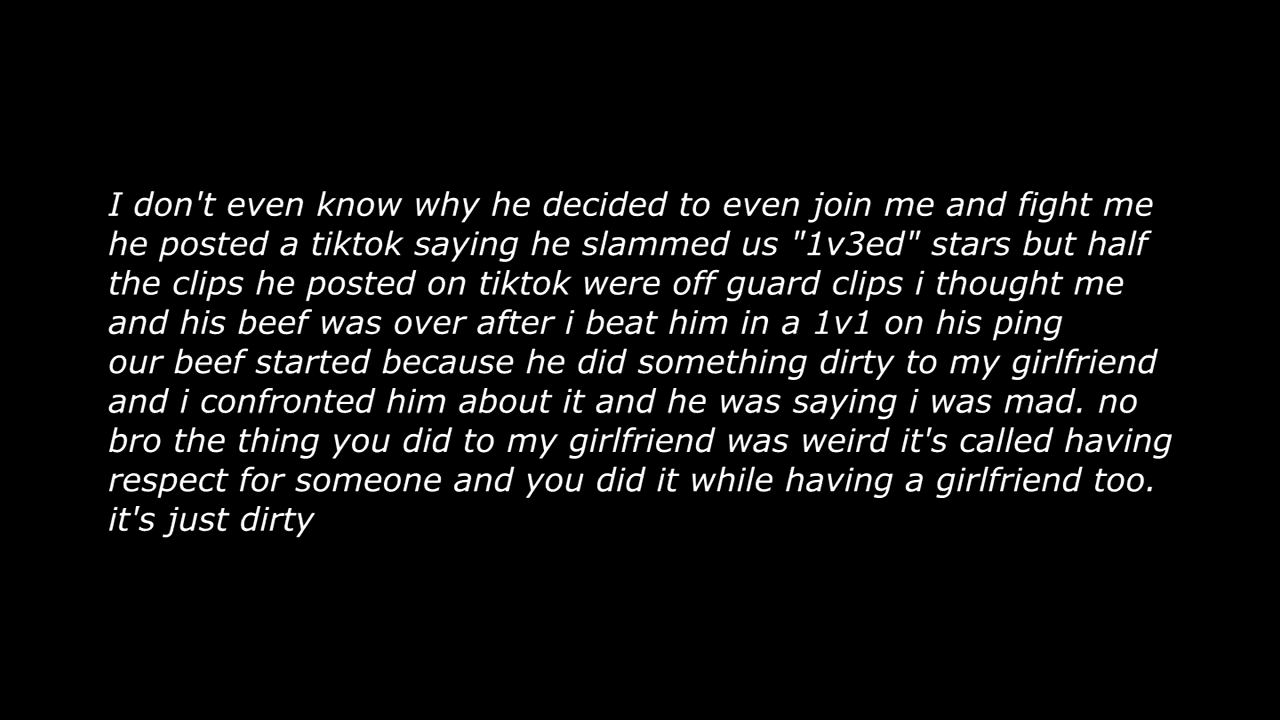 I don't even know why he decided to even join me and fight me
he posted a tiktok saying he slammed us "1v3ed" stars but half
the clips he posted on tiktok were off guard clips i thought me
and his beef was over after i beat him in a 1v1 on his ping
our beef started because he did something dirty to my girlfriend
and i confronted him about it and he was saying i was mad. no
bro the thing you did to my girlfriend was weird it's called having
respect for someone and you did it while having a girlfriend too.
it's just dirty